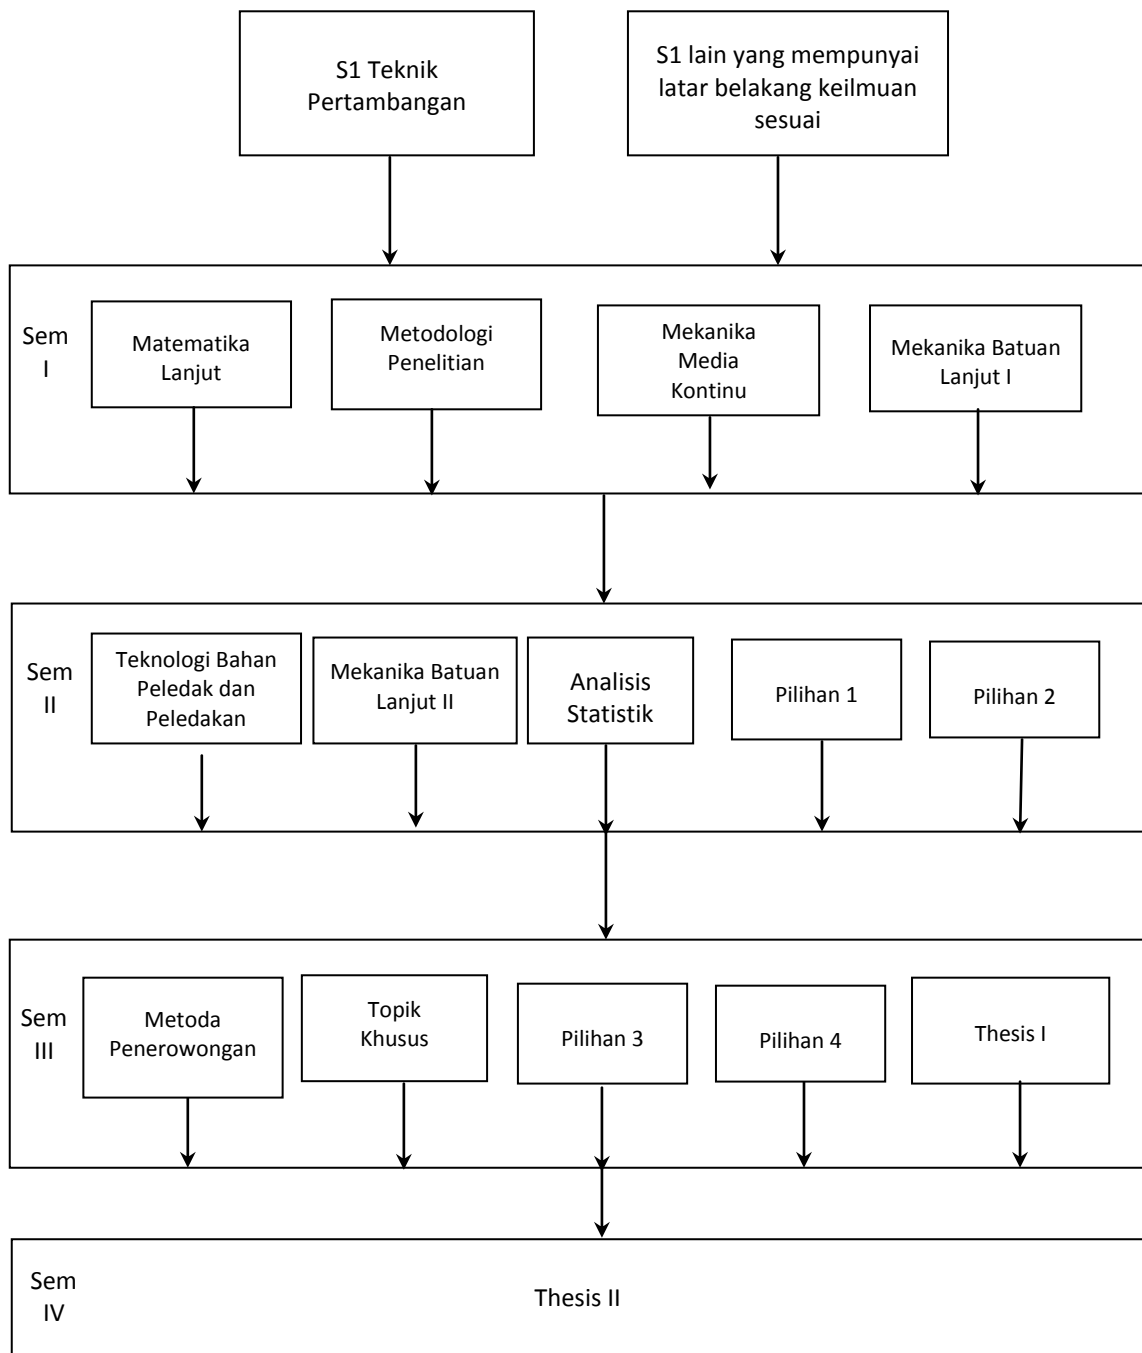 S1 Teknik
Pertambangan
S1 lain yang mempunyai
latar belakang keilmuan
sesuai
Sem
I
Matematika
Lanjut
Metodologi
Penelitian
Mekanika
Media
Kontinu
Mekanika Batuan
Lanjut I
Sem
II
Teknologi Bahan
Peledak dan
Peledakan
Mekanika Batuan
Lanjut II
Analisis
Statistik
Pilihan 1
Pilihan 2
Sem
III
Metoda
Penerowongan
Topik
Khusus
Pilihan 3
Pilihan 4
Thesis I
Sem
IV
Thesis II